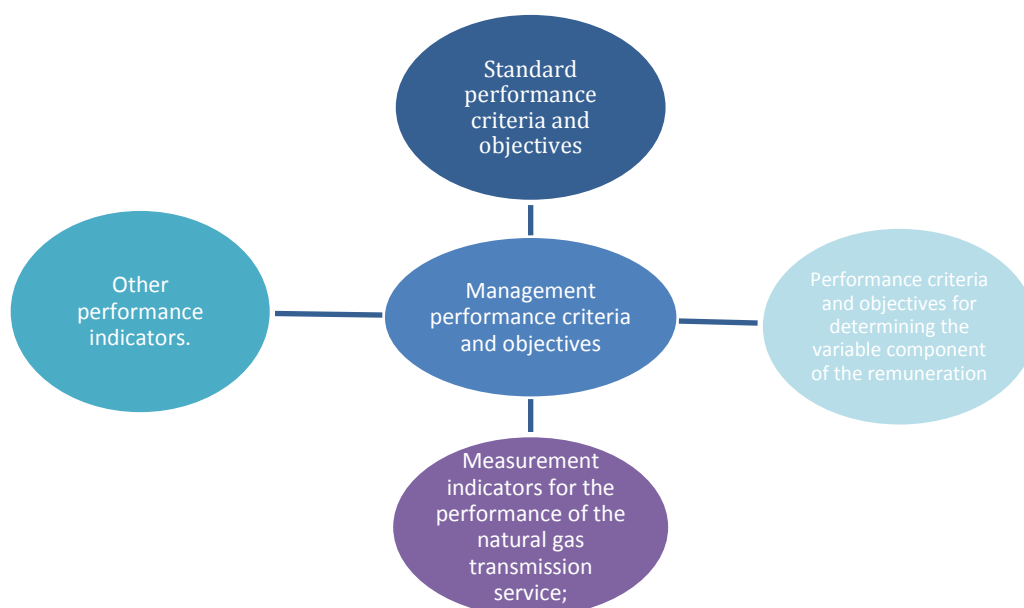 Standard
performance
criteria and
objectives
Other
performance
indicators.
Management
performance criteria
and objectives
Performance criteria
and objectives for
determining the
variable component
of the remuneration
Measurement
indicators for the
performance of the
natural gas
transmission
service;